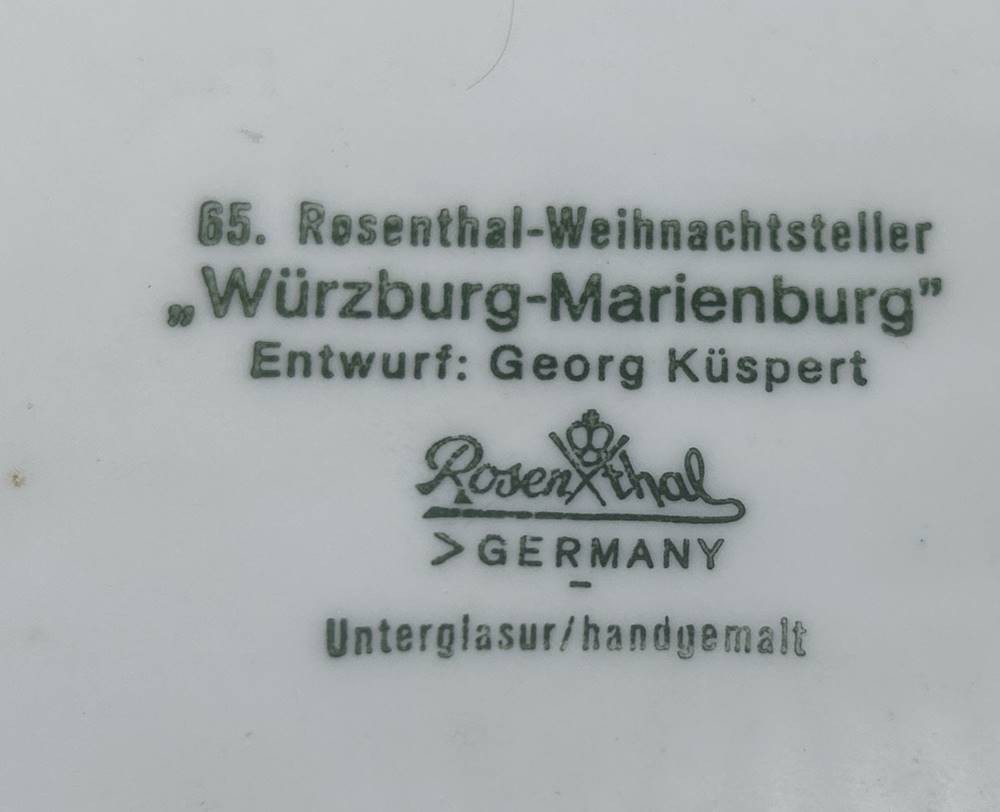 65. Rosenthal-Weihnachtsteller
„Würzburg-Marienburg”
Entwurf: Georg Küspert
Rosenthal
>GERMANY
Unterglasur/handgemalt